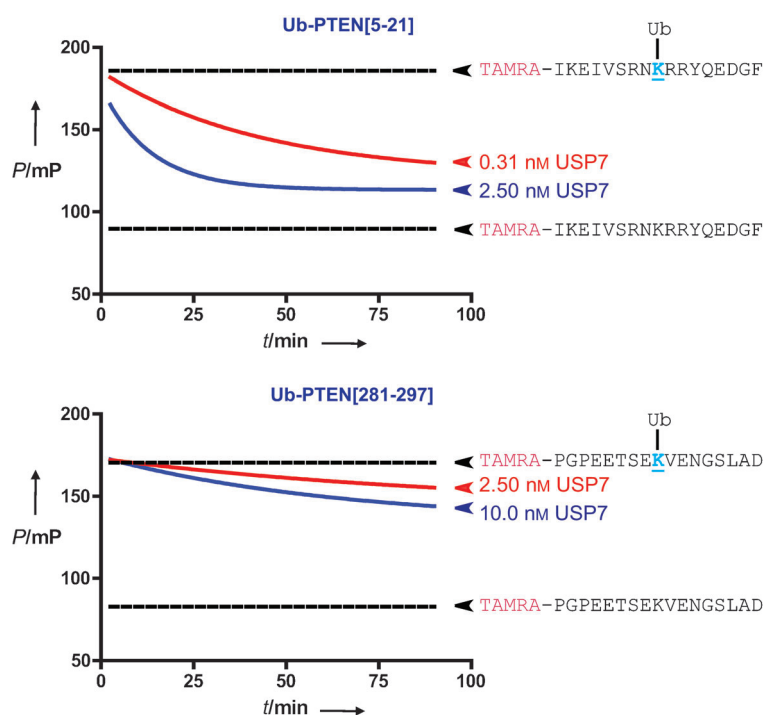 Ub-PTEN[5-21]
Ub
200
TAMRA-IKEIVSRNKRRYQEDGF
150
0.31 nM USP7
P/mP
2.50 nM USP7
100
TAMRA-IKEIVSRNKRRYQEDGF
50
0 25 50 75 100
t/min
Ub-PTEN[281-297]
Ub
200
TAMRA-PGPEETSEKVENGSLAD
2.50 nM USP7
150
10.0 nM USP7
P/mP
100
TAMRA-PGPEETSEKVENGSLAD
50
0 25 50 75 100
t/min